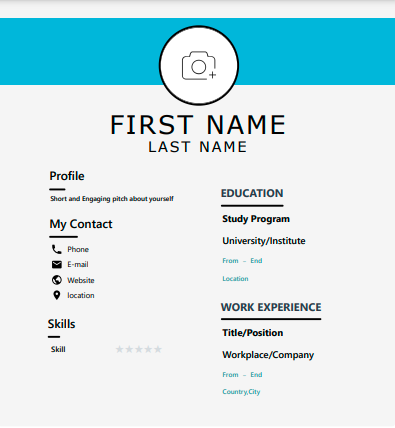 FIRST NAME
LAST NAME
Profile
Short and Engaging pitch about yourself
My Contact
Phone
E-mail
Website
location
Skills
Skill
EDUCATION
Study Program
University/Institute
From – End
Location
WORK EXPERIENCE
Title/Position
Workplace/Company
From – End
Country,City